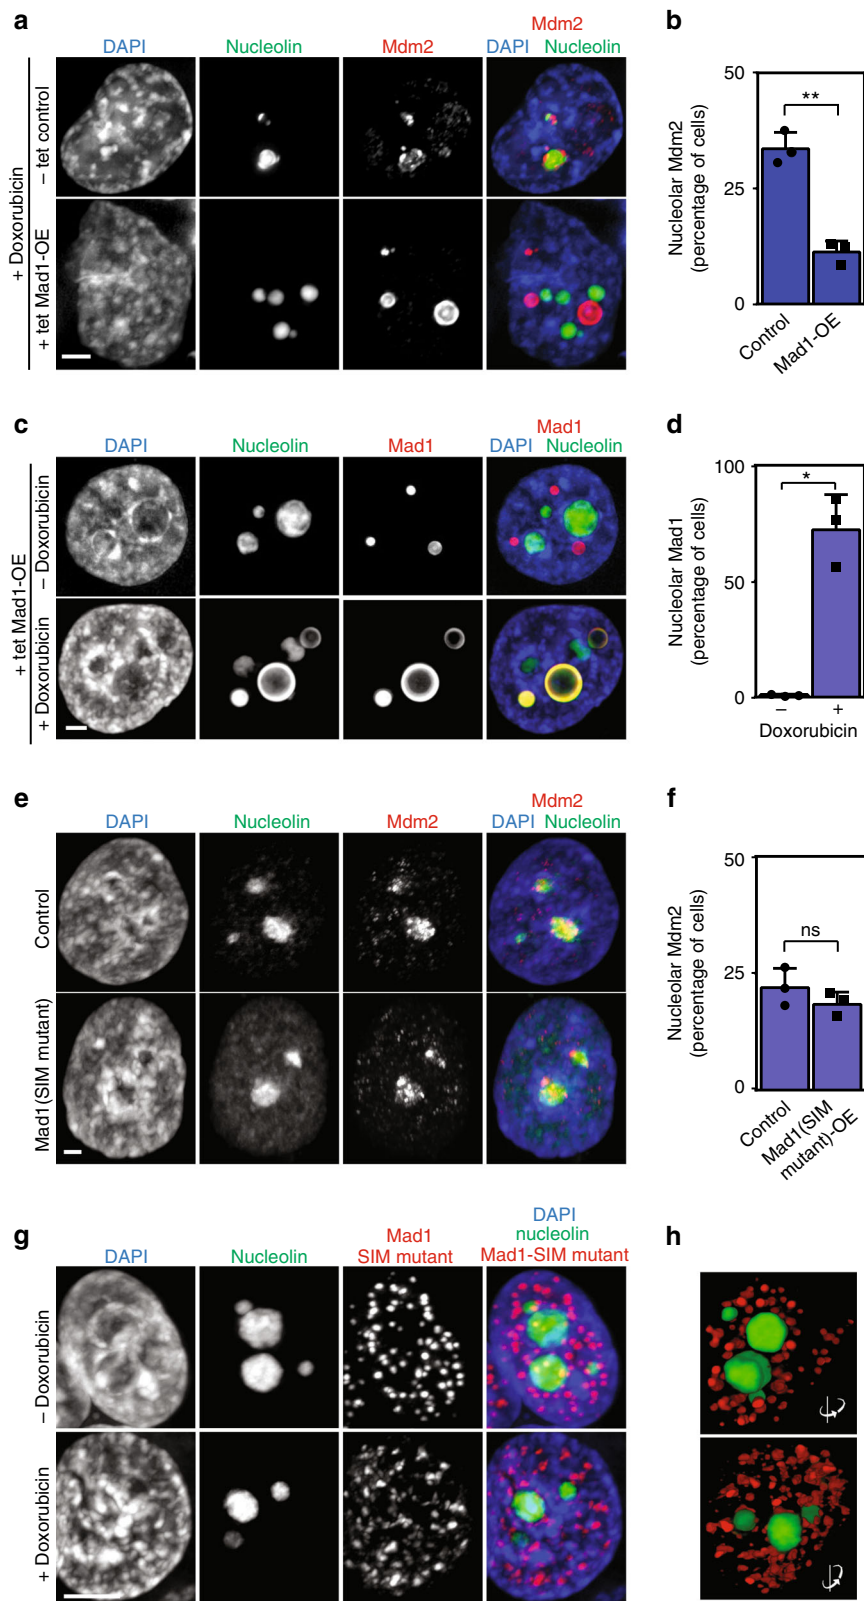 a
DAPI
Nucleolin
Mdm2
Mdm2
DAPI Nucleolin
+ Doxorubicin
– tet control
+ tet Mad1-OE
b
Nucleolar Mdm2
(percentage of cells)
50
25
0
**
Control
Mad1-OE
c
DAPI
Nucleolin
Mad1
Mad1
DAPI Nucleolin
+ tet Mad1-OE
– Doxorubicin
+ Doxorubicin
d
Nucleolar Mad1
(percentage of cells)
100
50
0
*
– +
Doxorubicin
e
DAPI
Nucleolin
Mdm2
Mdm2
DAPI Nucleolin
Control
Mad1(SIM mutant)
f
Nucleolar Mdm2
(percentage of cells)
50
25
0
ns
Control
Mad1(SIM
mutant)-OE
g
DAPI
Nucleolin
Mad1
SIM mutant
DAPI
nucleolin
Mad1-SIM mutant
– Doxorubicin
+ Doxorubicin
h